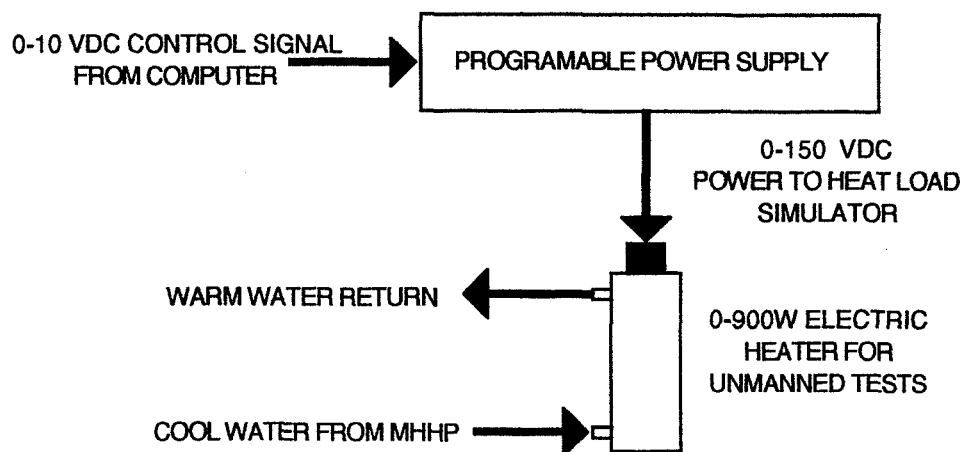 0-10 VDC CONTROL SIGNAL
FROM COMPUTER
PROGRAMABLE POWER SUPPLY
0-150 VDC
POWER TO HEAT LOAD
SIMULATOR
WARM WATER RETURN
0-900W ELECTRIC
HEATER FOR
UNMANNED TESTS
COOL WATER FROM MHHP